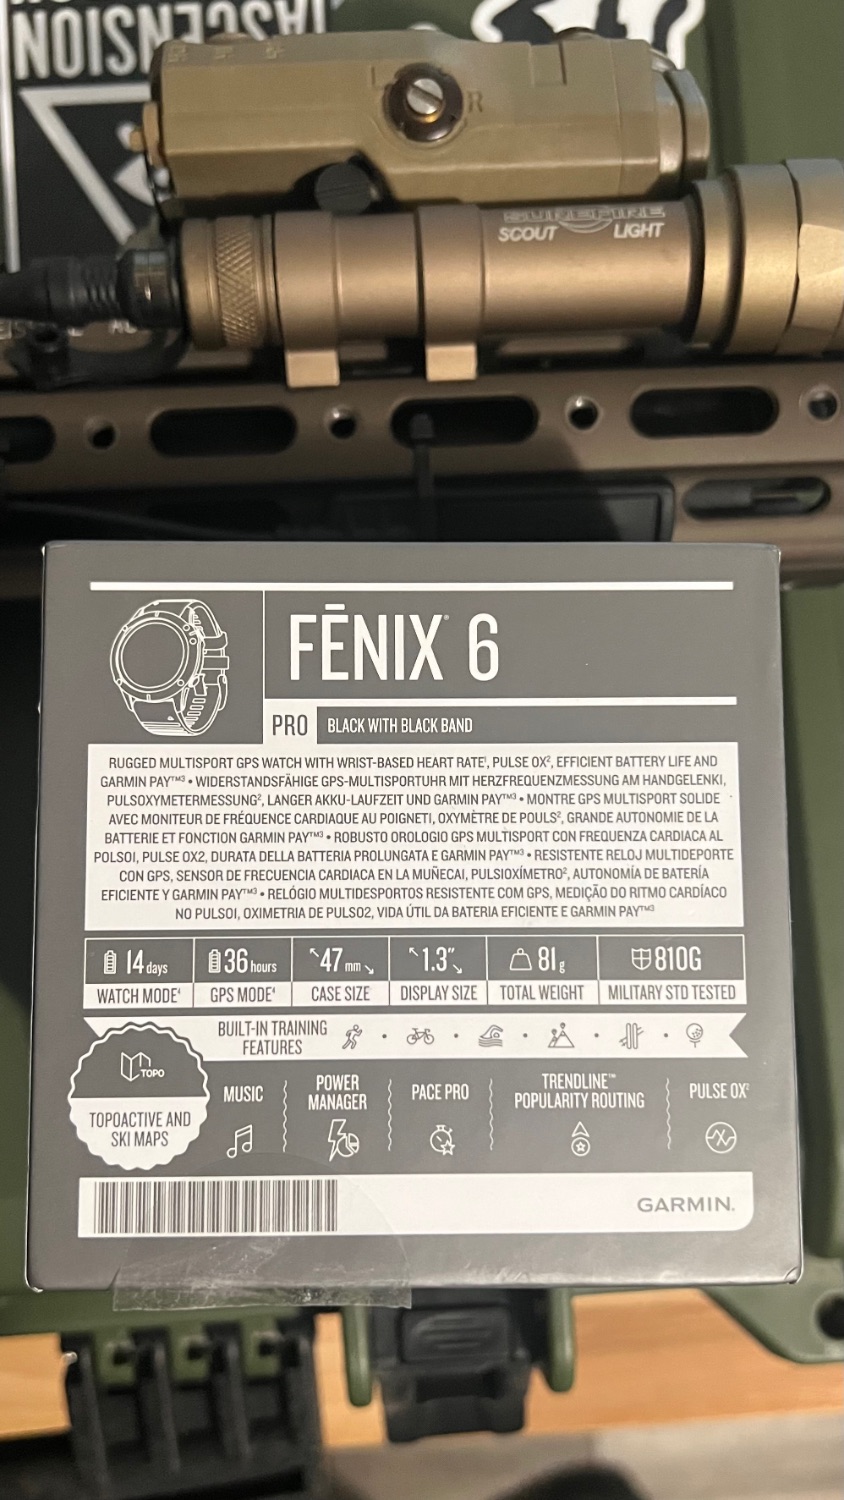 ASCENSION
R
SUREFIRE
SCOUT LIGHT
FĒNIX® 6
PRO BLACK WITH BLACK BAND
RUGGED MULTISPORT GPS WATCH WITH WRIST-BASED HEART RATE¹, PULSE OX², EFFICIENT BATTERY LIFE AND
GARMIN PAY™³ • WIDERSTANDSFÄHIGE GPS-MULTISPORTUHR MIT HERZFREQUENZMESSUNG AM HANDGELENK¹,
PULSOXYMETERMESSUNG², LANGER AKKU-LAUFZEIT UND GARMIN PAY™³ • MONTRE GPS MULTISPORT SOLIDE
AVEC MONITEUR DE FRÉQUENCE CARDIAQUE AU POIGNET¹, OXYMÈTRE DE POULS², GRANDE AUTONOMIE DE LA
BATTERIE ET FONCTION GARMIN PAY™³ • ROBUSTO OROLOGIO GPS MULTISPORT CON FREQUENZA CARDIACA AL
POLSO1, PULSE OX2, DURATA DELLA BATTERIA PROLUNGATA E GARMIN PAY™³ • RESISTENTE RELOJ MULTIDEPORTE
CON GPS, SENSOR DE FRECUENCIA CARDIACA EN LA MUÑECA1, PULSIOXÍMETRO², AUTONOMÍA DE BATERÍA
EFICIENTE Y GARMIN PAY™³ • RELÓGIO MULTIDESPORTOS RESISTENTE COM GPS, MEDIÇÃO DO RITMO CARDÍACO
NO PULSO1, OXIMETRIA DE PULSO2, VIDA ÚTIL DA BATERIA EFICIENTE E GARMIN PAY™³
14 days 36 hours 47 mm 1.3" 81 g 810G
WATCH MODE⁴ GPS MODE⁴ CASE SIZE DISPLAY SIZE TOTAL WEIGHT MILITARY STD TESTED
BUILT-IN TRAINING
FEATURES
TOPO
TOPOACTIVE AND
SKI MAPS
MUSIC
POWER
MANAGER
PACE PRO
TRENDLINE™
POPULARITY ROUTING
PULSE OX²
GARMIN.